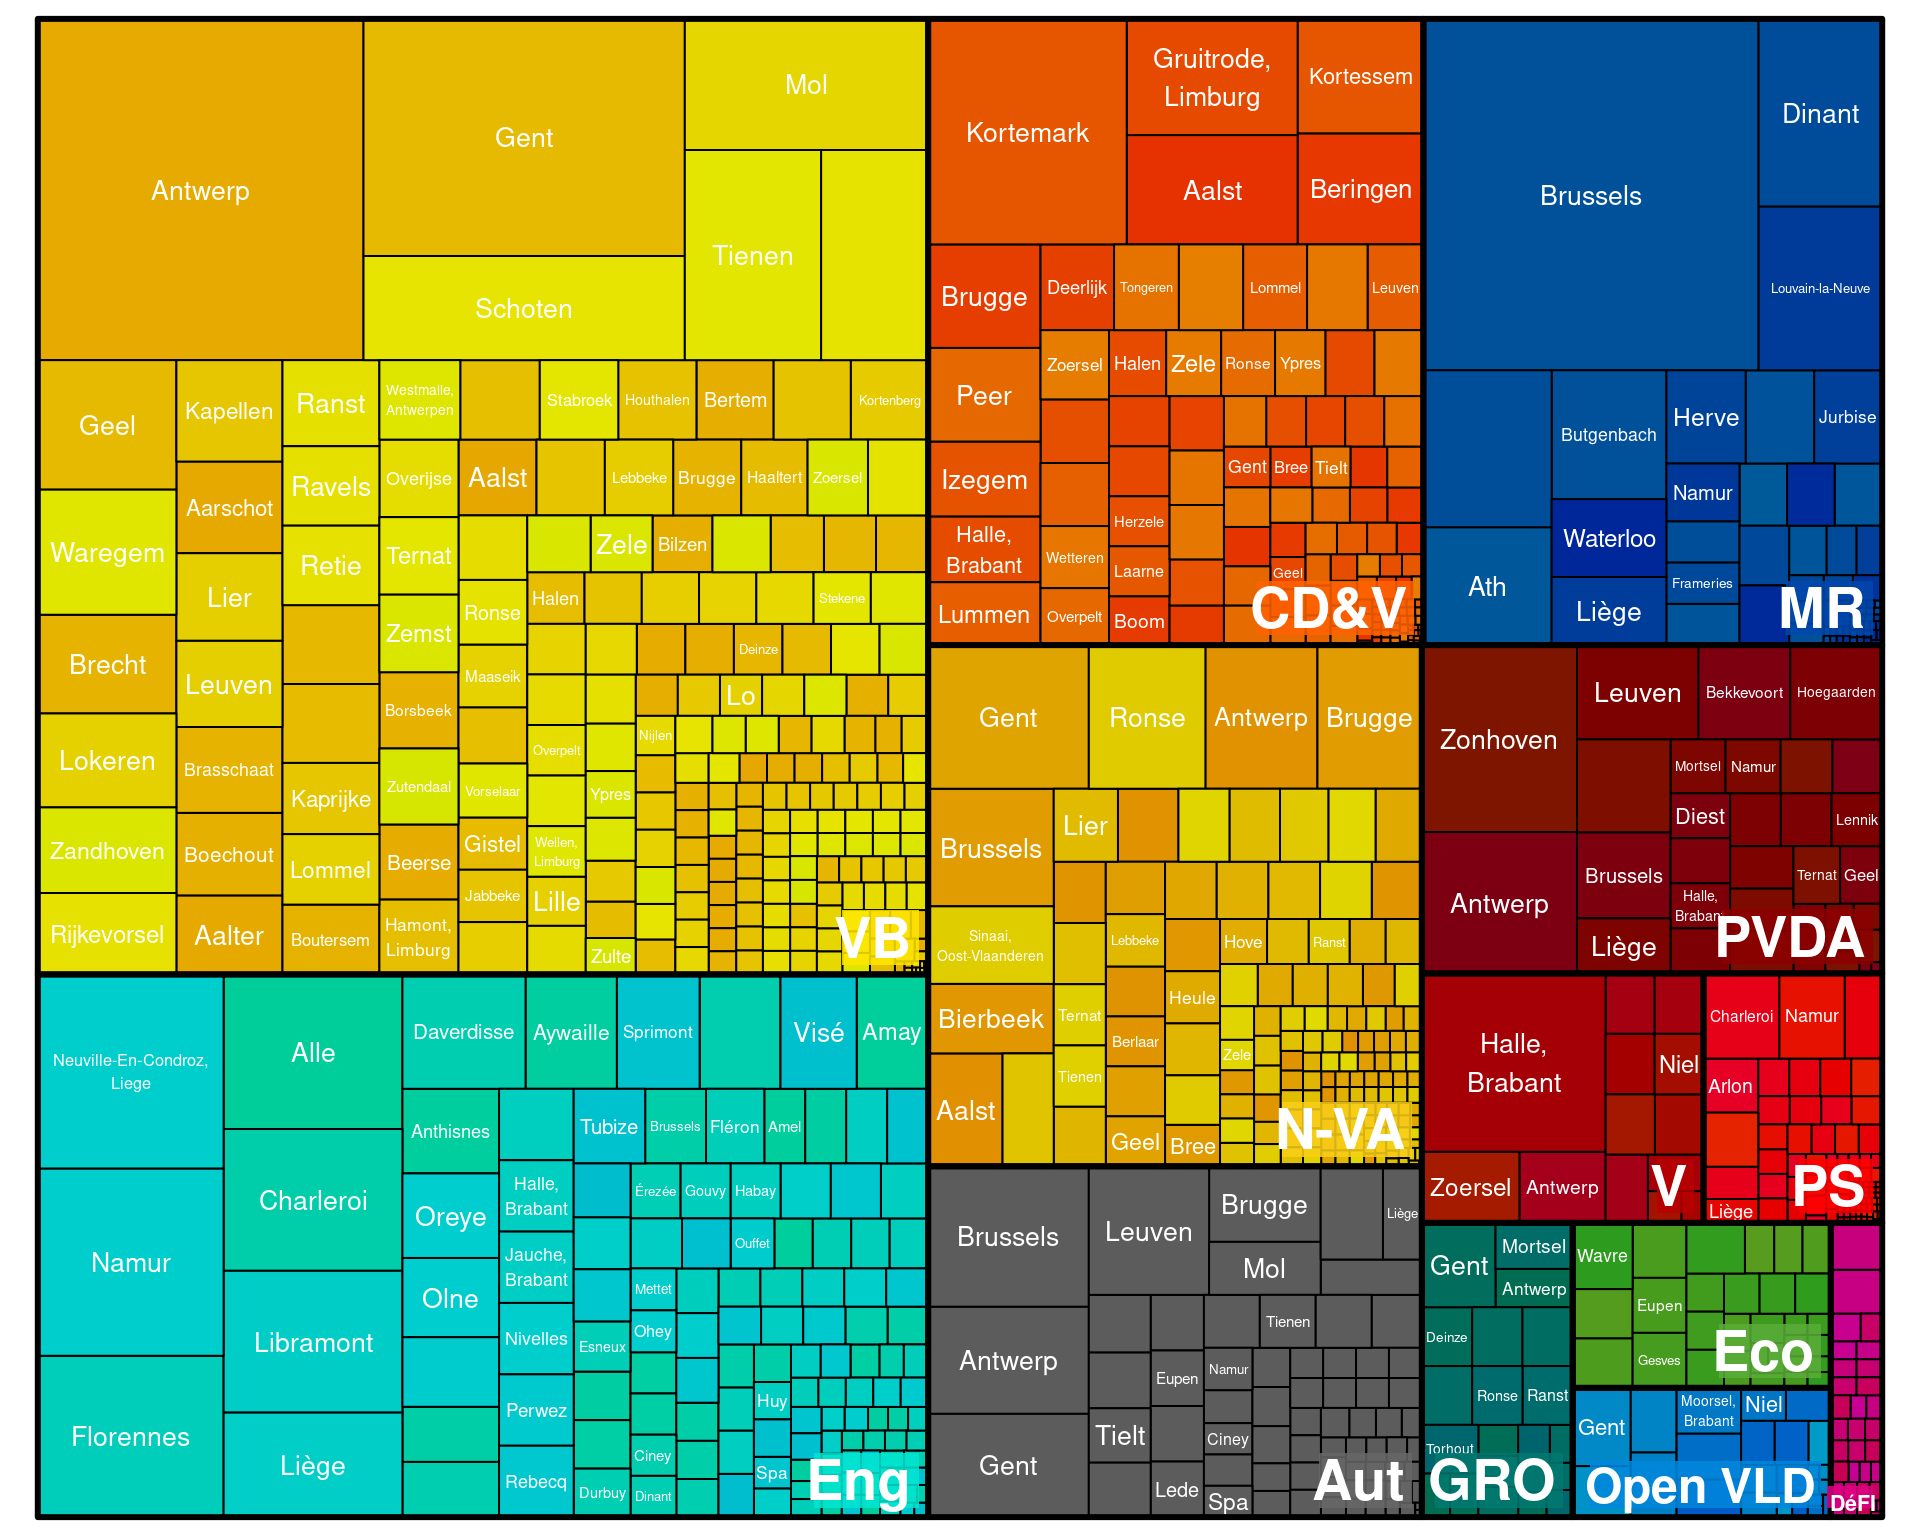 Antwerp
Gent
Mol
Schoten
Tienen
Geel
Kapellen
Ranst
Westmalle,
Antwerpen
Stabroek
Houthalen
Bertem
Kortenberg
Waregem
Aarschot
Ravels
Overijse
Aalst
Lebbeke
Brugge
Haaltert
Zoersel
Lier
Retie
Ternat
Zele
Bilzen
Brecht
Leuven
Zemst
Ronse
Halen
Stekene
Maaseik
Deinze
Lo
Lokeren
Brasschaat
Borsbeek
Overpelt
Nijlen
Kaprijke
Zutendaal
Vorselaar
Ypres
Zandhoven
Boechout
Lommel
Beerse
Gistel
Wellen,
Limburg
Rijkevorsel
Aalter
Boutersem
Hamont,
Limburg
Jabbeke
Lille
Zulte
VB
Kortemark
Gruitrode,
Limburg
Kortessem
Aalst
Beringen
Brugge
Deerlijk
Tongeren
Lommel
Leuven
Peer
Zoersel
Halen
Zele
Ronse
Ypres
Izegem
Gent
Bree
Tielt
Halle,
Brabant
Herzele
Wetteren
Laarne
Geel
Lummen
Overpelt
Boom
CD&V
Brussels
Dinant
Louvain-la-Neuve
Butgenbach
Herve
Jurbise
Namur
Waterloo
Ath
Liège
Frameries
MR
Gent
Ronse
Antwerp
Brugge
Brussels
Lier
Sinaai,
Oost-Vlaanderen
Lebbeke
Hove
Ranst
Bierbeek
Ternat
Heule
Berlaar
Zele
Aalst
Tienen
Geel
Bree
N-VA
Zonhoven
Leuven
Bekkevoort
Hoegaarden
Mortsel
Namur
Diest
Lennik
Antwerp
Brussels
Ternat
Geel
Halle,
Liège
PVDA
Neuville-En-Condroz,
Liege
Alle
Daverdisse
Aywaille
Sprimont
Visé
Amay
Anthisnes
Tubize
Brussels
Fléron
Amel
Namur
Charleroi
Oreye
Halle,
Brabant
Érezée
Gouvy
Habay
Jauche,
Brabant
Ouffet
Libramont
Olne
Nivelles
Esneux
Mettet
Ohey
Florennes
Liège
Perwez
Rebecq
Durbuy
Ciney
Dinant
Huy
Spa
Eng
Halle,
Brabant
Niel
Zoersel
Antwerp
V
Charleroi
Namur
Arlon
Liège
PS
Brussels
Leuven
Brugge
Liège
Mol
Antwerp
Tienen
Eupen
Namur
Tielt
Ciney
Gent
Lede
Spa
Aut
Gent
Mortsel
Antwerp
Deinze
Ronse
Ranst
Torhout
GRO
Wavre
Eupen
Gesves
Eco
Gent
Moorsel,
Brabant
Niel
Open VLD
DéFI